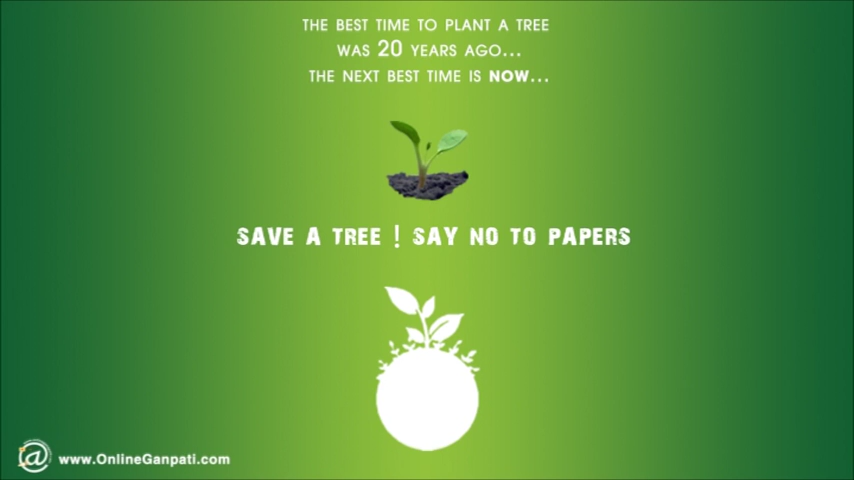 THE BEST TIME TO PLANT A TREE
WAS 20 YEARS AGO...
THE NEXT BEST TIME IS NOW...
SAVE A TREE ! SAY NO TO PAPERS
www.OnlineGanpati.com